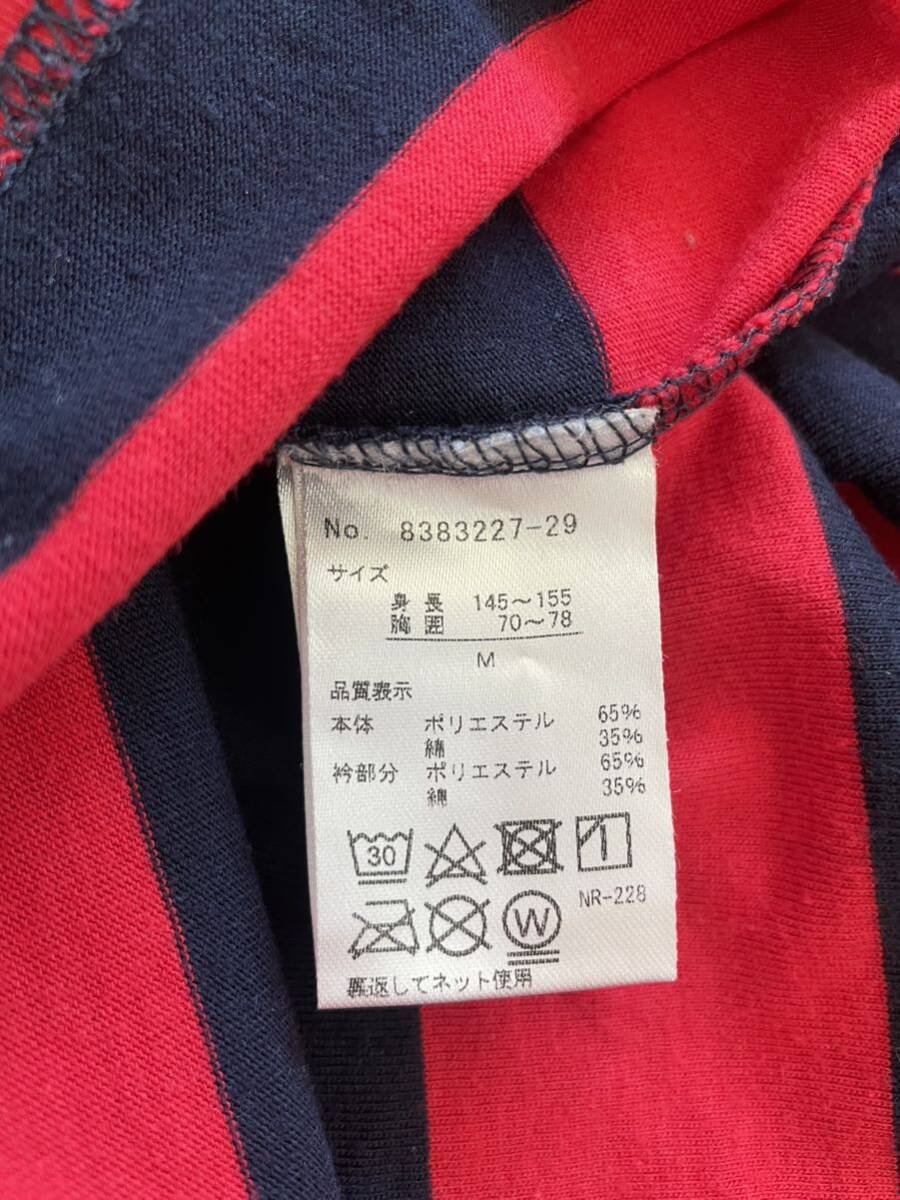 No. 8383227-29
サイズ
身長 145～155
胸囲 70～78
M
品質表示
本体 ポリエステル 65%
綿 35%
衿部分 ポリエステル 65%
綿 35%
30
W
NR-228
裏返してネット使用